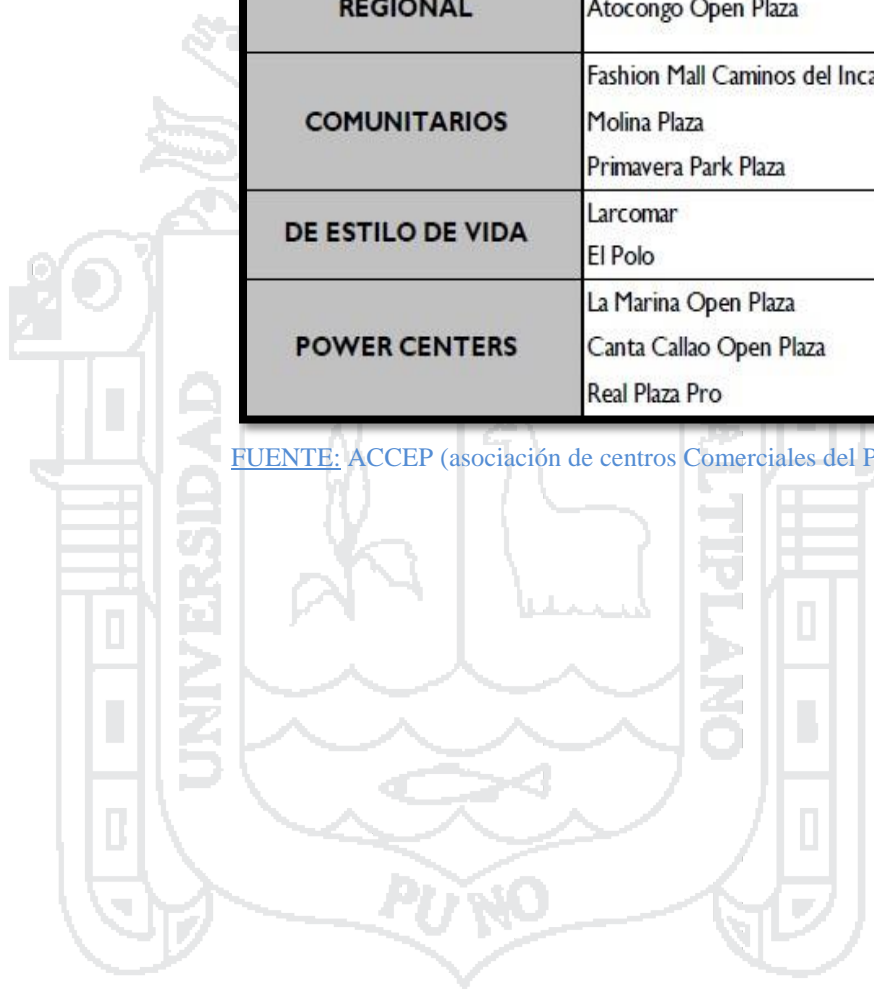 REGIONAL
Atocongo Open Plaza
COMUNITARIOS
Fashion Mall Caminos del Inca
Molina Plaza
Primavera Park Plaza
DE ESTILO DE VIDA
Larcomar
El Polo
POWER CENTERS
La Marina Open Plaza
Canta Callao Open Plaza
Real Plaza Pro
FUENTE: ACCEP (asociación de centros Comerciales del P
UNIVERSIDAD
LTIPLANO
PUNO